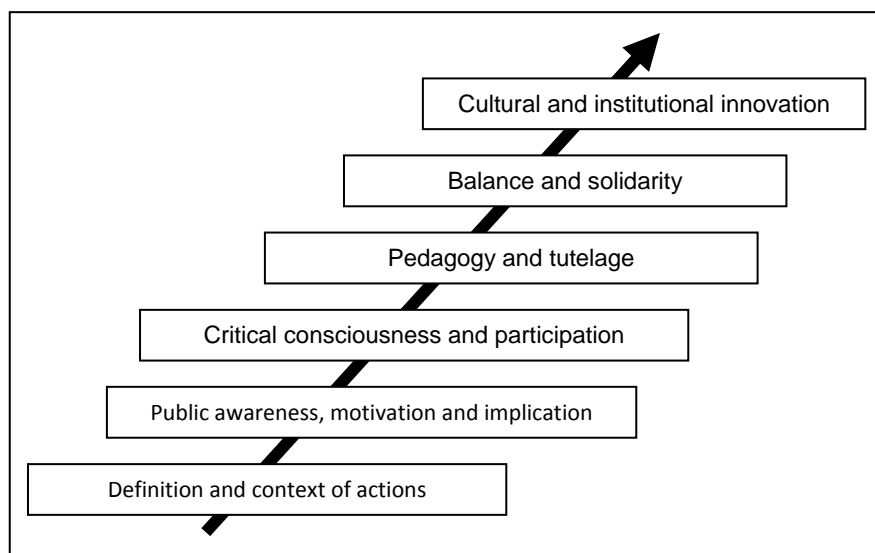 Cultural and institutional innovation
Balance and solidarity
Pedagogy and tutelage
Critical consciousness and participation
Public awareness, motivation and implication
Definition and context of actions